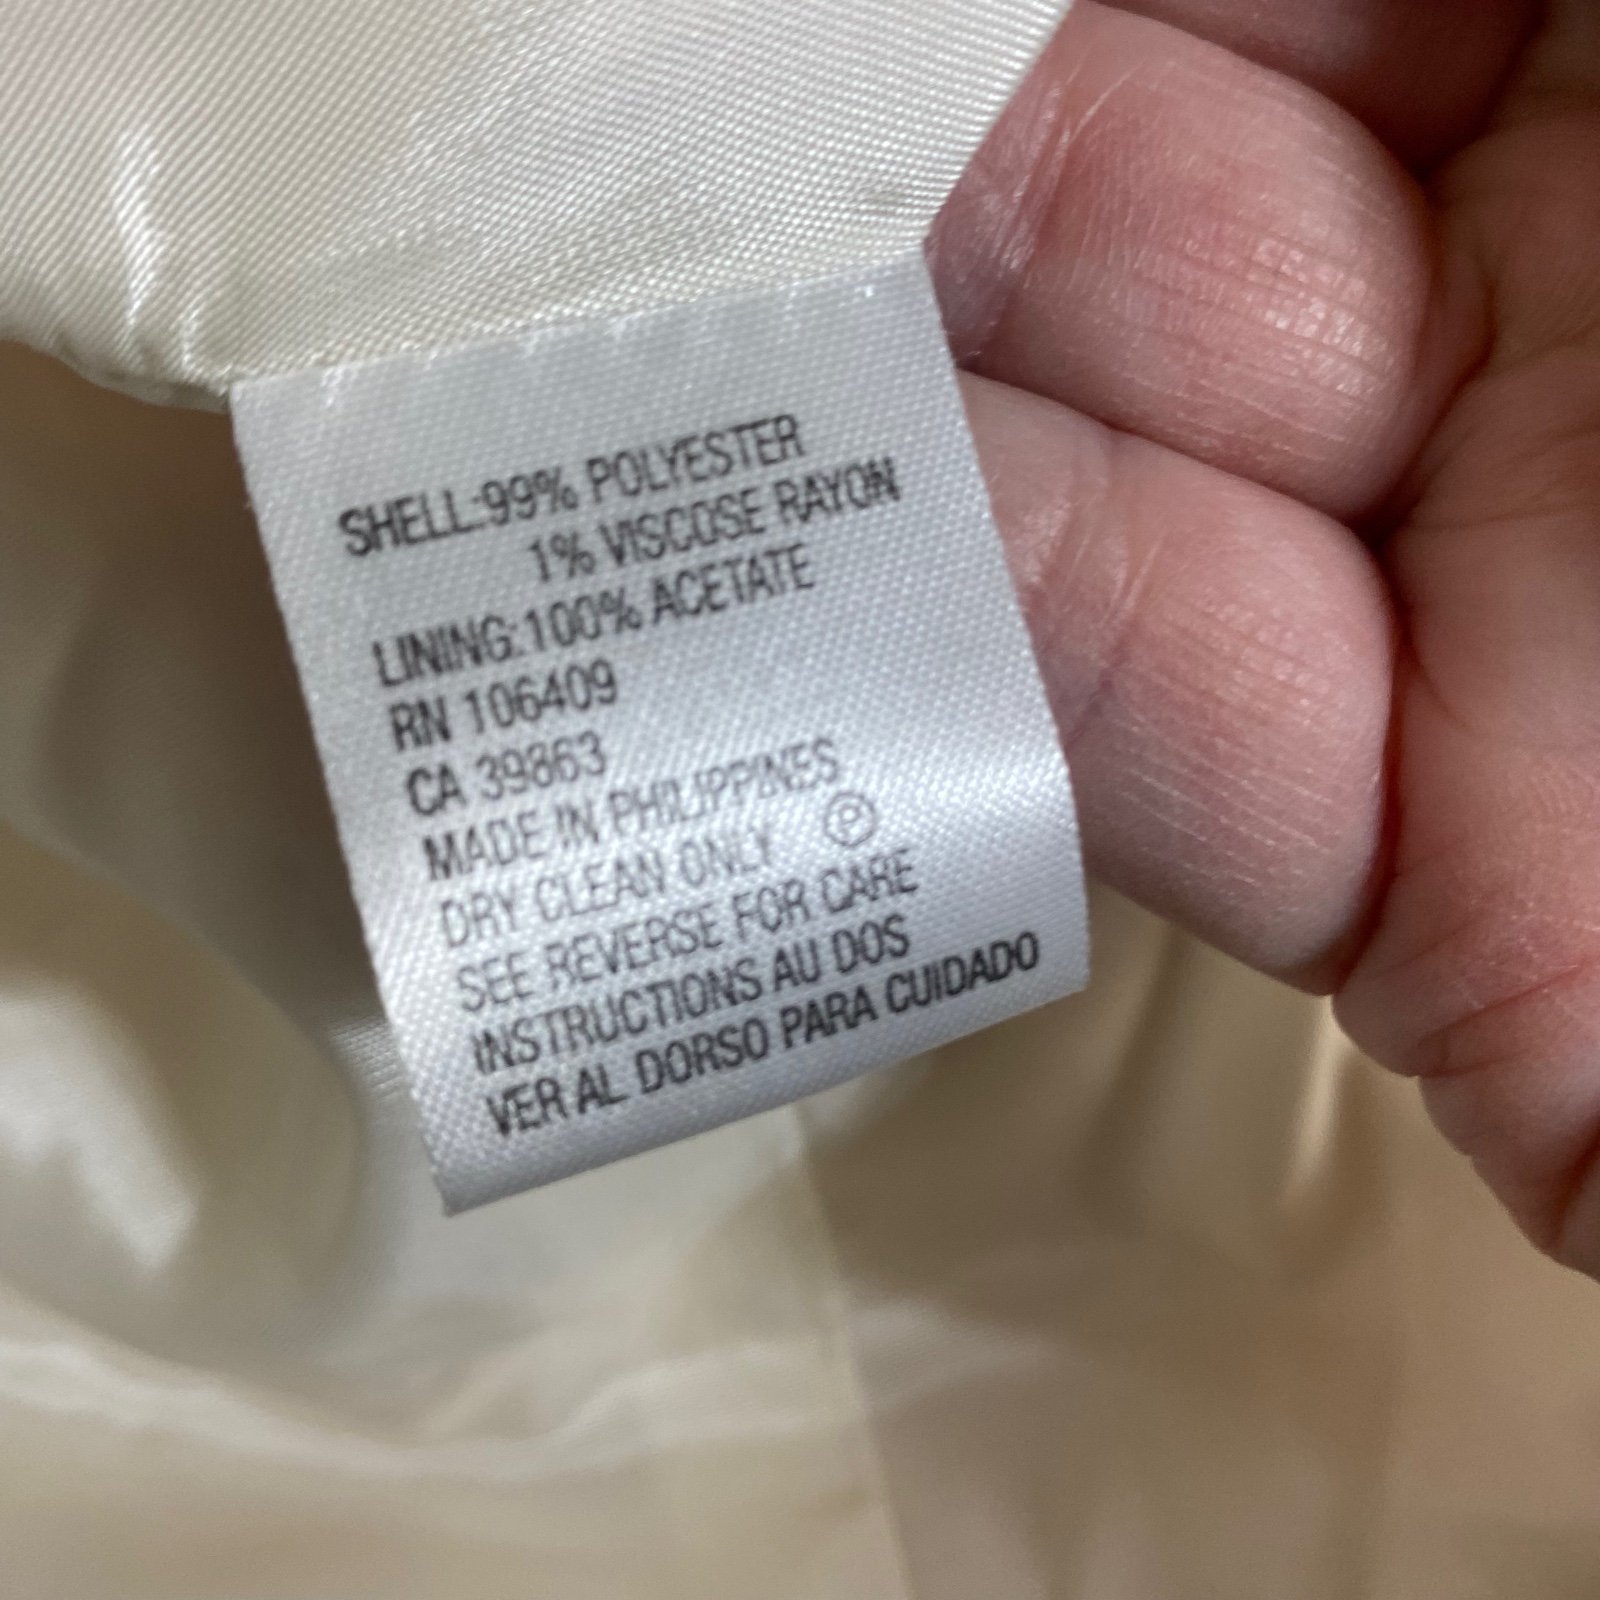 SHELL:99% POLYESTER
1% VISCOSE RAYON
LINING:100% ACETATE
RN 106409
CA 39863
MADE IN PHILIPPINES
DRY CLEAN ONLY Ⓟ
SEE REVERSE FOR CARE
INSTRUCTIONS AU DOS
VER AL DORSO PARA CUIDADO